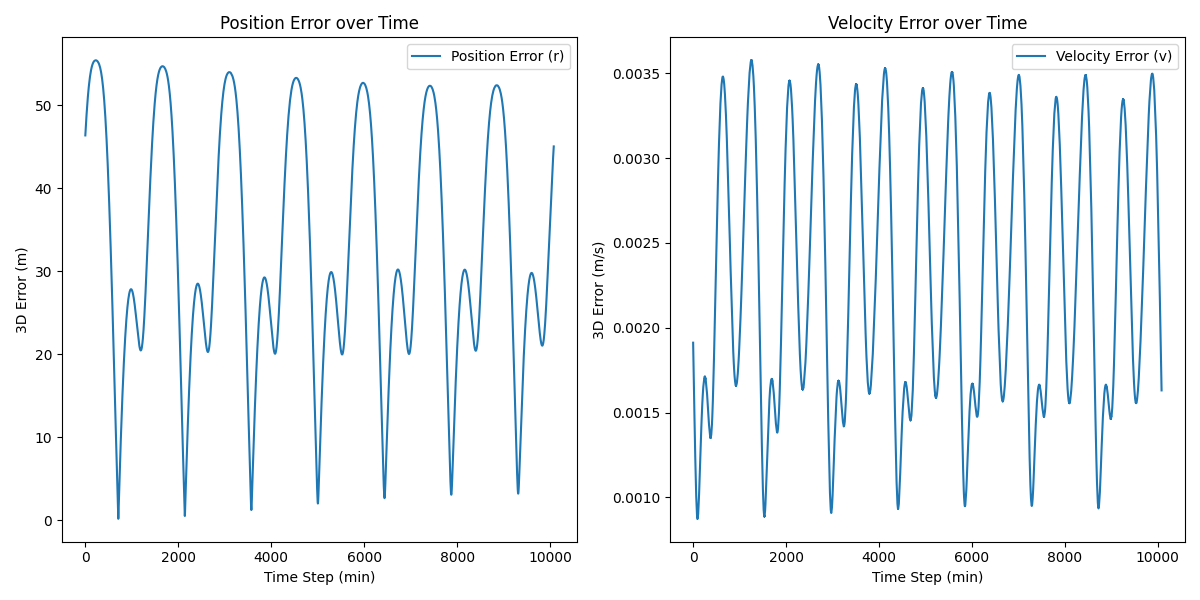 Position Error over Time
Position Error (r)
3D Error (m)
50
40
30
20
10
0
0 2000 4000 6000 8000 10000
Time Step (min)
Velocity Error over Time
Velocity Error (v)
3D Error (m/s)
0.0035
0.0030
0.0025
0.0020
0.0015
0.0010
0 2000 4000 6000 8000 10000
Time Step (min)